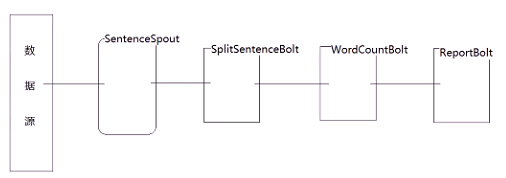 数
据
源
SentenceSpout
SplitSentenceBolt
WordCountBolt
ReportBolt